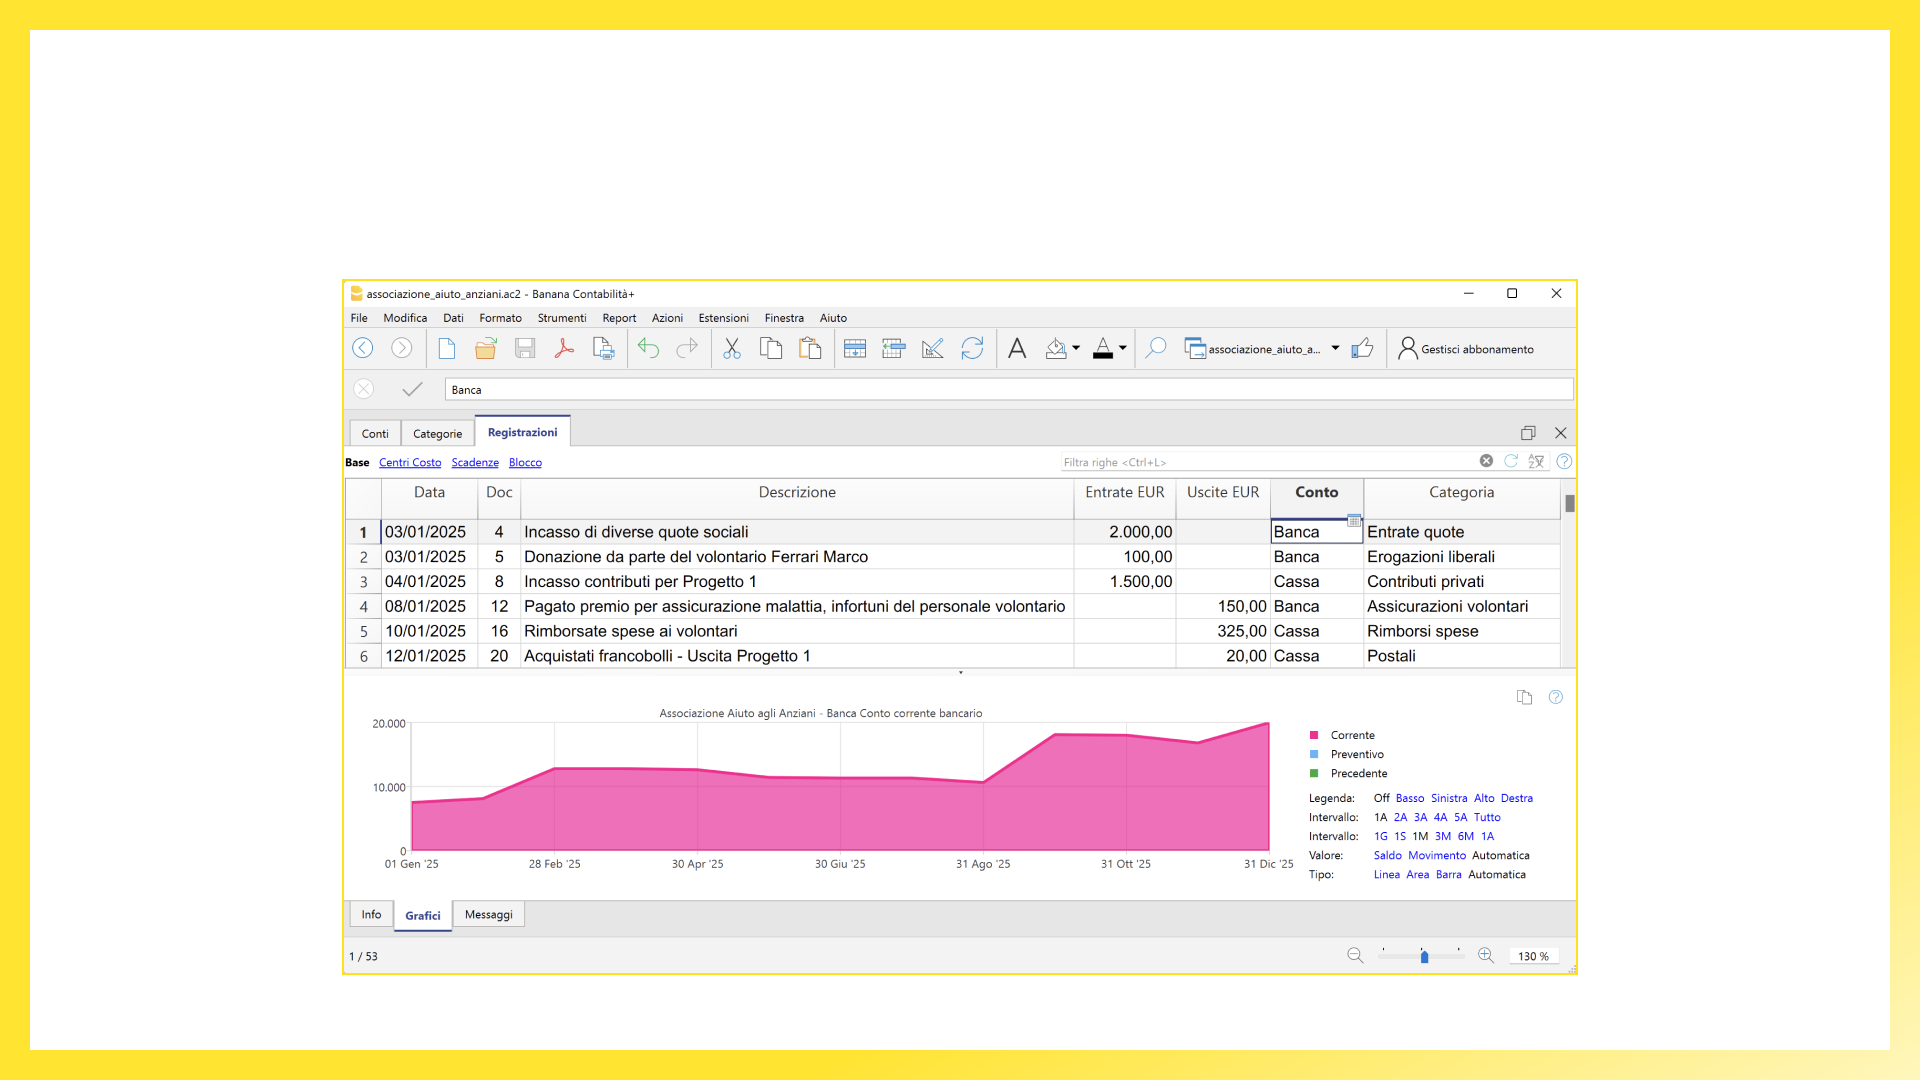 associazione_aiuto_anziani.ac2 - Banana Contabilità+
File Modifica Dati Formato Strumenti Report Azioni Estensioni Finestra Aiuto
associazione_aiuto_a... Gestisci abbonamento
Banca
Conti Categorie Registrazioni
Base Centri Costo Scadenze Blocco Filtra righe <Ctrl+L>
Data Doc Descrizione Entrate EUR Uscite EUR Conto Categoria
1 03/01/2025 4 Incasso di diverse quote sociali 2.000,00 Banca Entrate quote
2 03/01/2025 5 Donazione da parte del volontario Ferrari Marco 100,00 Banca Erogazioni liberali
3 04/01/2025 8 Incasso contributi per Progetto 1 1.500,00 Cassa Contributi privati
4 08/01/2025 12 Pagato premio per assicurazione malattia, infortuni del personale volontario 150,00 Banca Assicurazioni volontari
5 10/01/2025 16 Rimborsate spese ai volontari 325,00 Cassa Rimborsi spese
6 12/01/2025 20 Acquistati francobolli - Uscita Progetto 1 20,00 Cassa Postali
Associazione Aiuto agli Anziani - Banca Conto corrente bancario
20.000
10.000
0
01 Gen '25 28 Feb '25 30 Apr '25 30 Giu '25 31 Ago '25 31 Ott '25 31 Dic '25
Corrente
Preventivo
Precedente
Legenda: Off Basso Sinistra Alto Destra
Intervallo: 1A 2A 3A 4A 5A Tutto
Intervallo: 1G 1S 1M 3M 6M 1A
Valore: Saldo Movimento Automatica
Tipo: Linea Area Barra Automatica
Info Grafici Messaggi
1 / 53 130 %